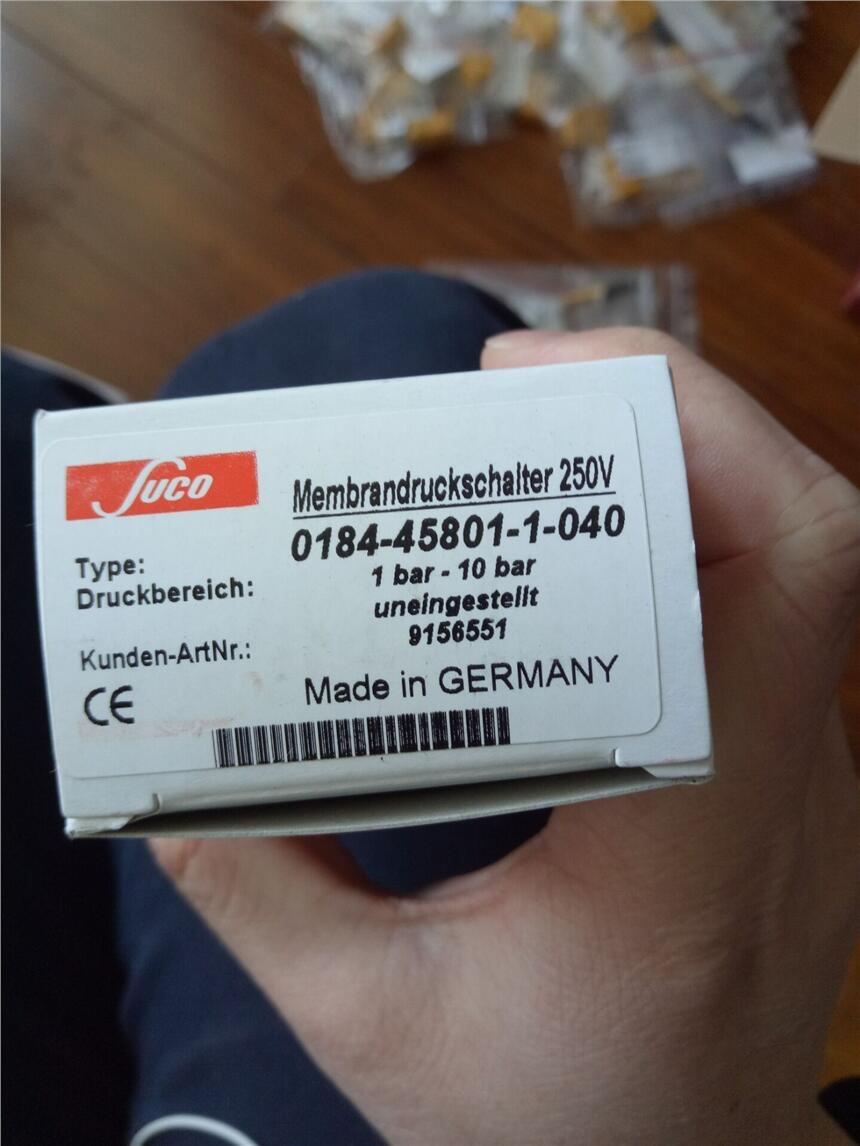 Suco
Membrandruckschalter 250V
Type: 0184-45801-1-040
Druckbereich: 1 bar - 10 bar
uneingestellt
Kunden-ArtNr.: 9156551
CE Made in GERMANY